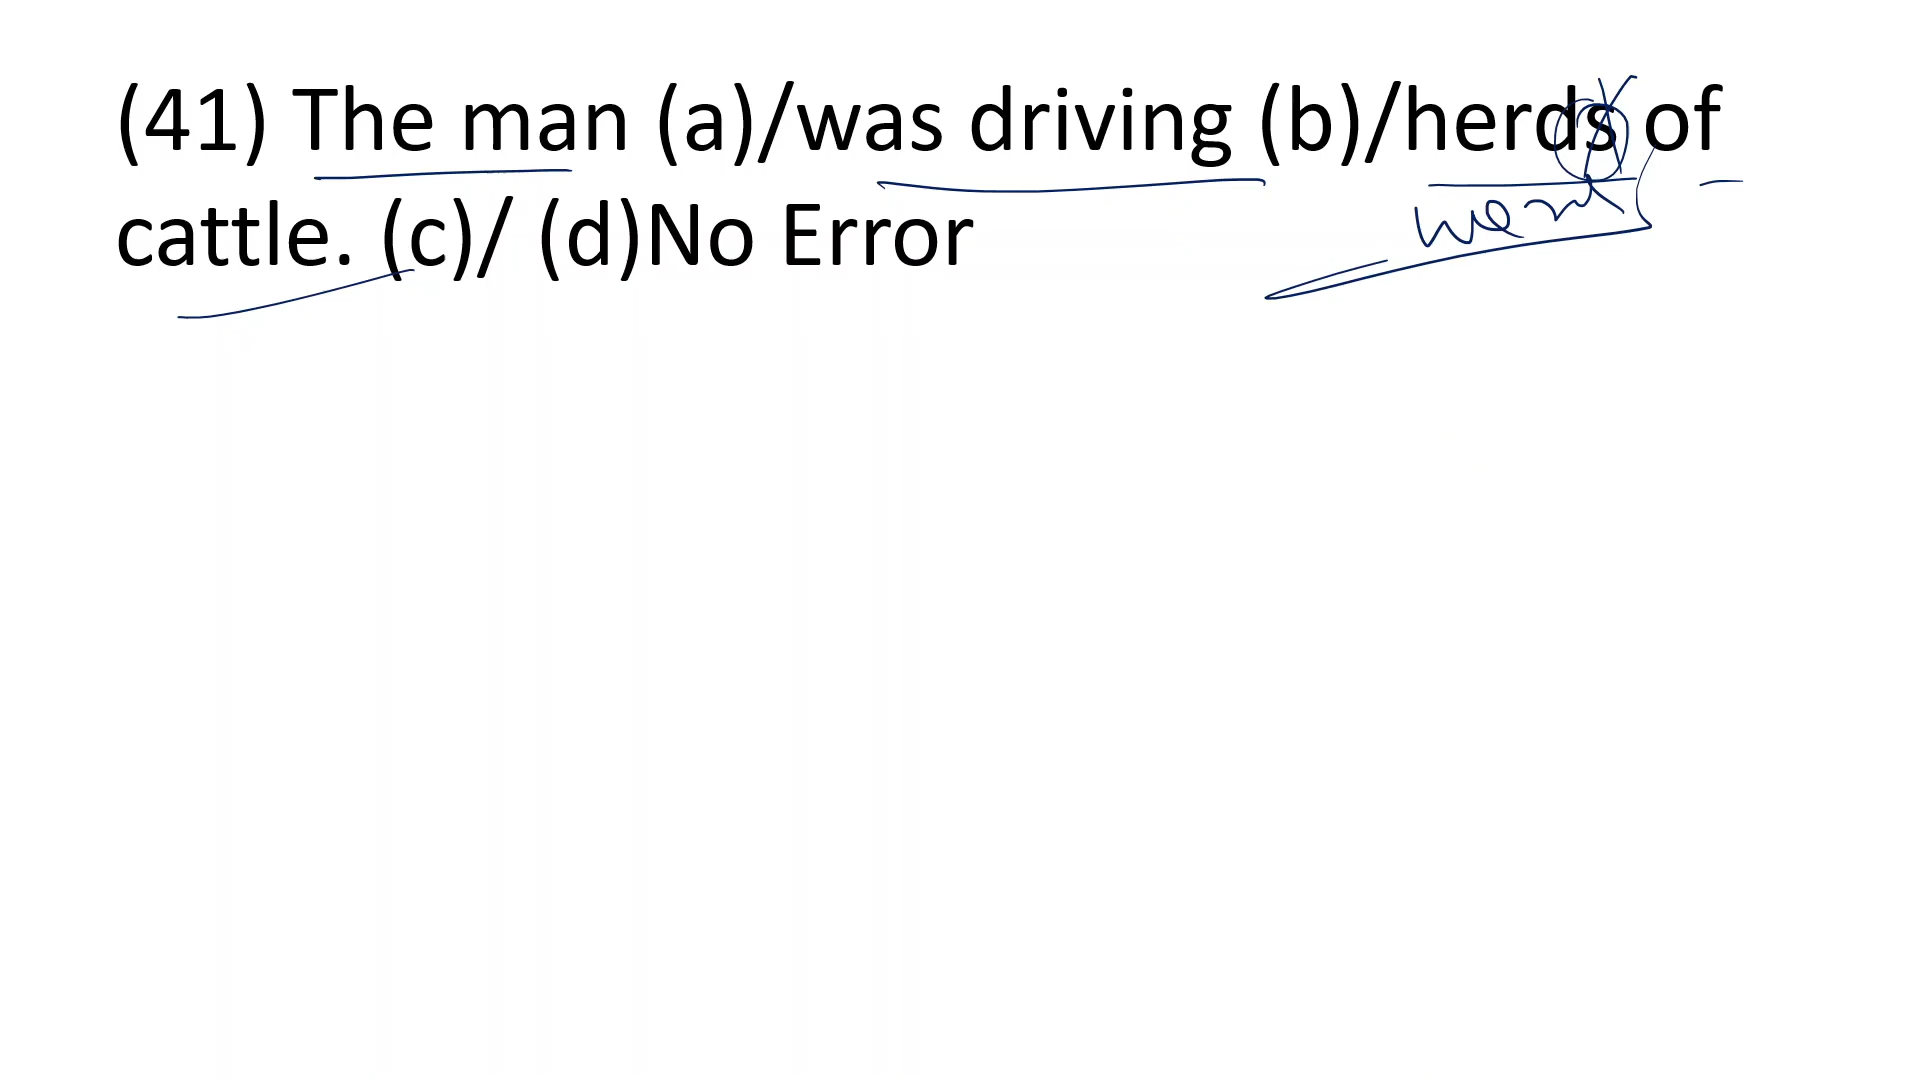 (41) The man (a)/was driving (b)/herds of
cattle. (c)/ (d)No Error